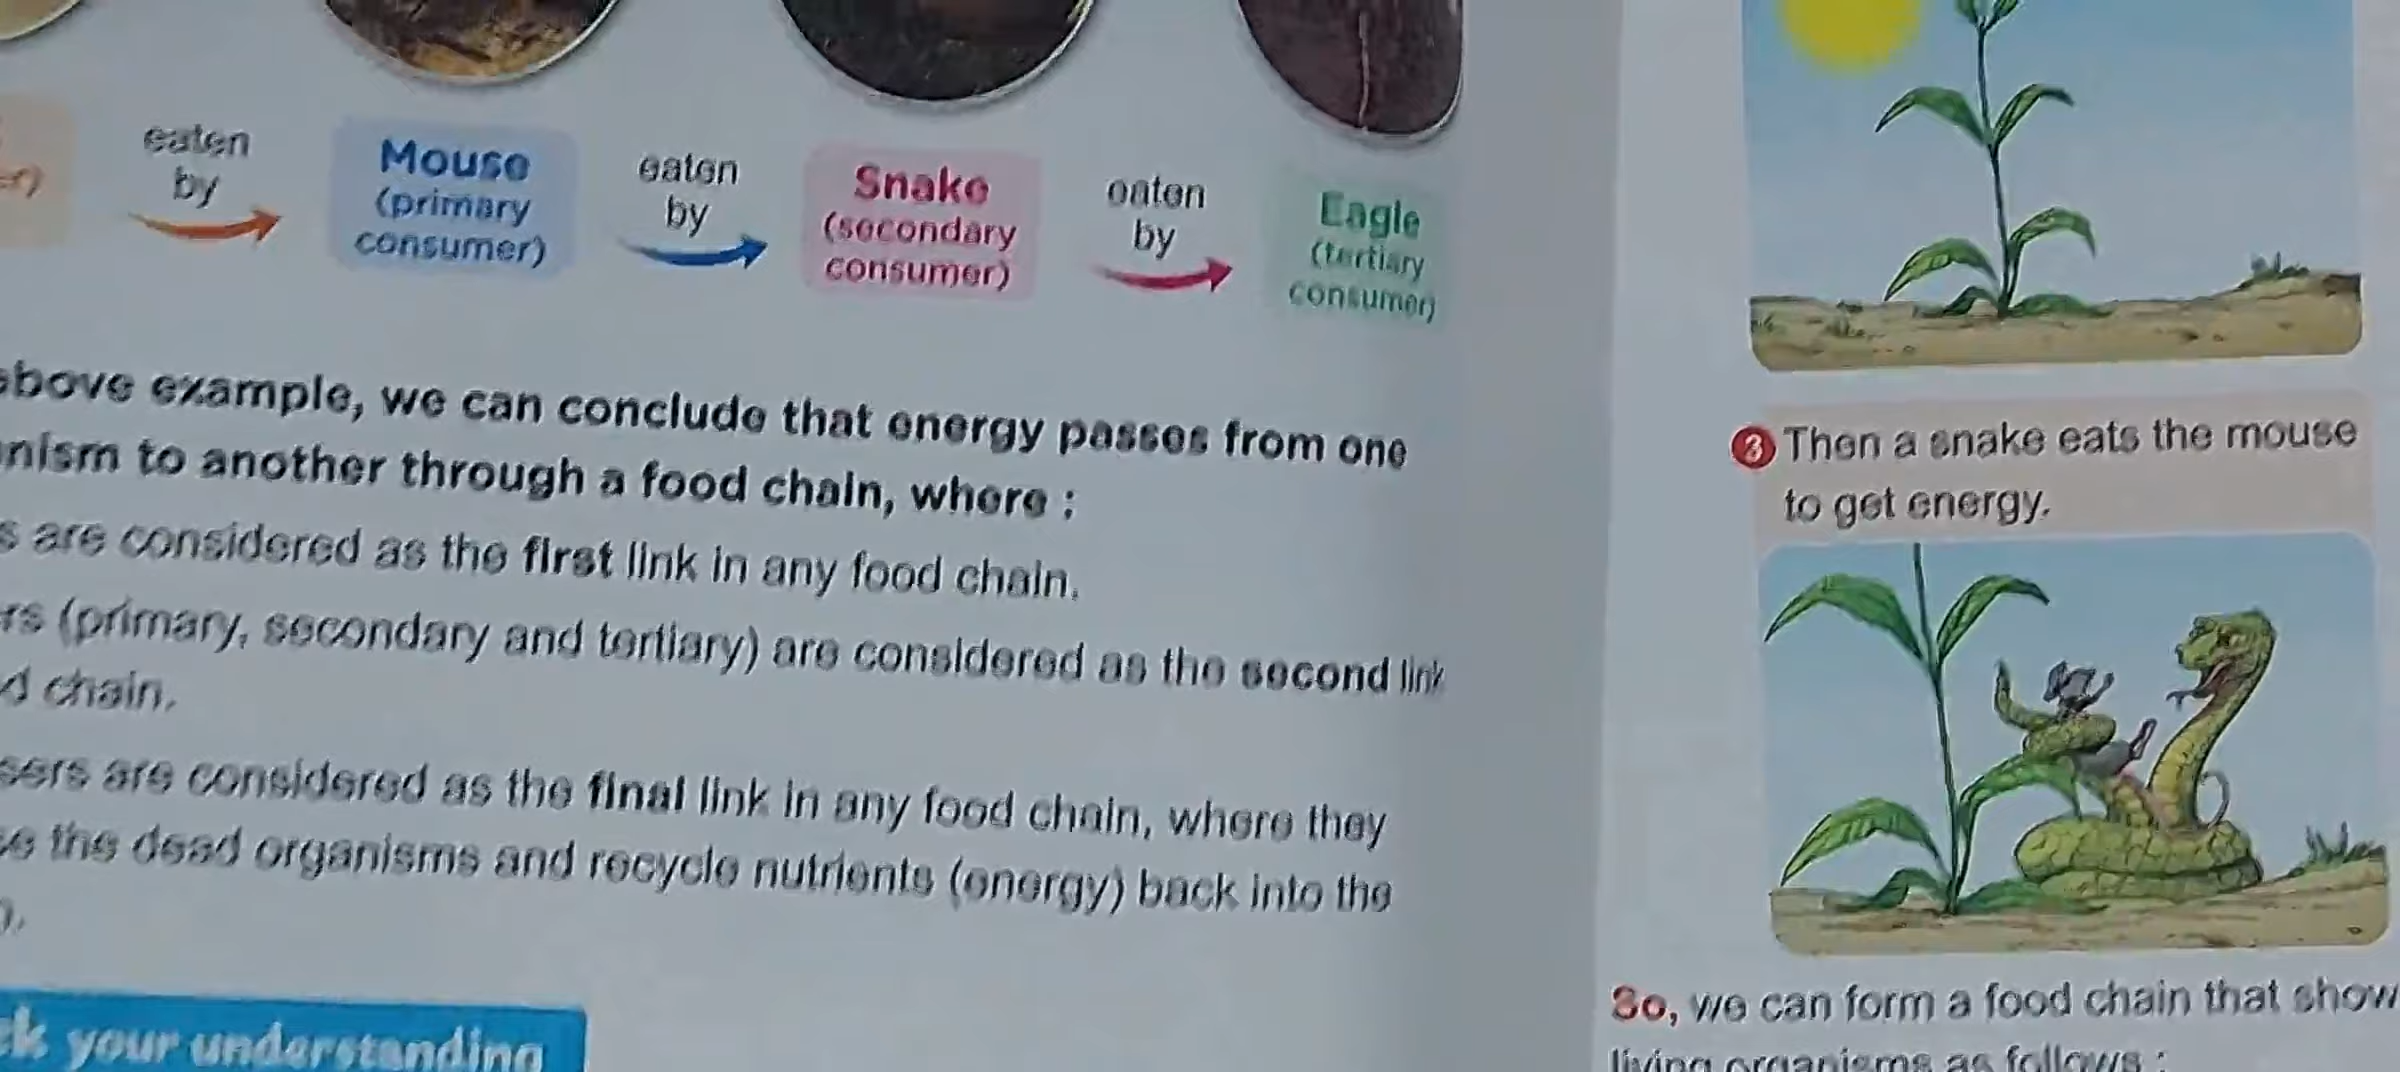 eaten
by
Mouse
(primary
consumer)
eaten
by
Snake
(secondary
consumer)
eaten
by
Eagle
(tertiary
consumer)
above example, we can conclude that energy passes from one
nism to another through a food chain, where :
s are considered as the first link in any food chain.
rs (primary, secondary and tertiary) are considered as the second link
d chain.
sers are considered as the final link in any food chain, where they
se the dead organisms and recycle nutrients (energy) back into the
).
ck your understanding
3 Then a snake eats the mouse
to get energy.
So, we can form a food chain that show
living organisms as follows :